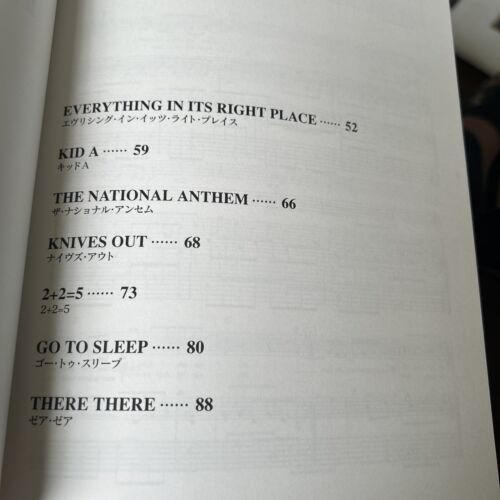 EVERYTHING IN ITS RIGHT PLACE …… 52
エヴリシング・イン・イッツ・ライト・プレイス
KID A …… 59
キッドA
THE NATIONAL ANTHEM …… 66
ザ・ナショナル・アンセム
KNIVES OUT …… 68
ナイヴズ・アウト
2+2=5 …… 73
2+2=5
GO TO SLEEP …… 80
ゴー・トゥ・スリープ
THERE THERE …… 88
ゼア・ゼア